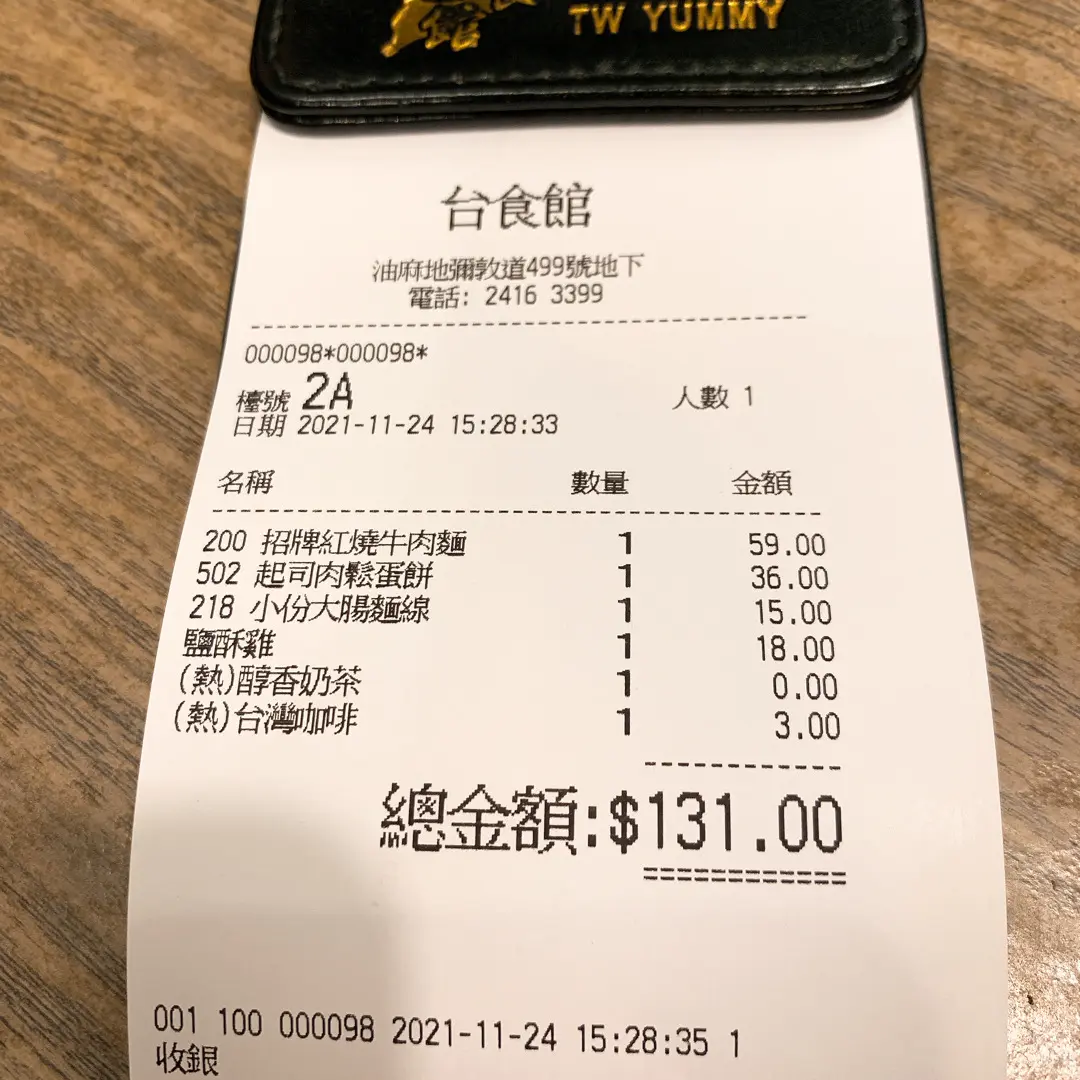 館
TW YUMMY
台食館
油麻地彌敦道499號地下
電話: 2416 3399
000098*000098*
檯號 2A 人數 1
日期 2021-11-24 15:28:33
名稱 數量 金額
200 招牌紅燒牛肉麵 1 59.00
502 起司肉鬆蛋餅 1 36.00
218 小份大腸麵線 1 15.00
鹽酥雞 1 18.00
(熱)醇香奶茶 1 0.00
(熱)台灣咖啡 1 3.00
總金額:$131.00
001 100 000098 2021-11-24 15:28:35 1
收銀